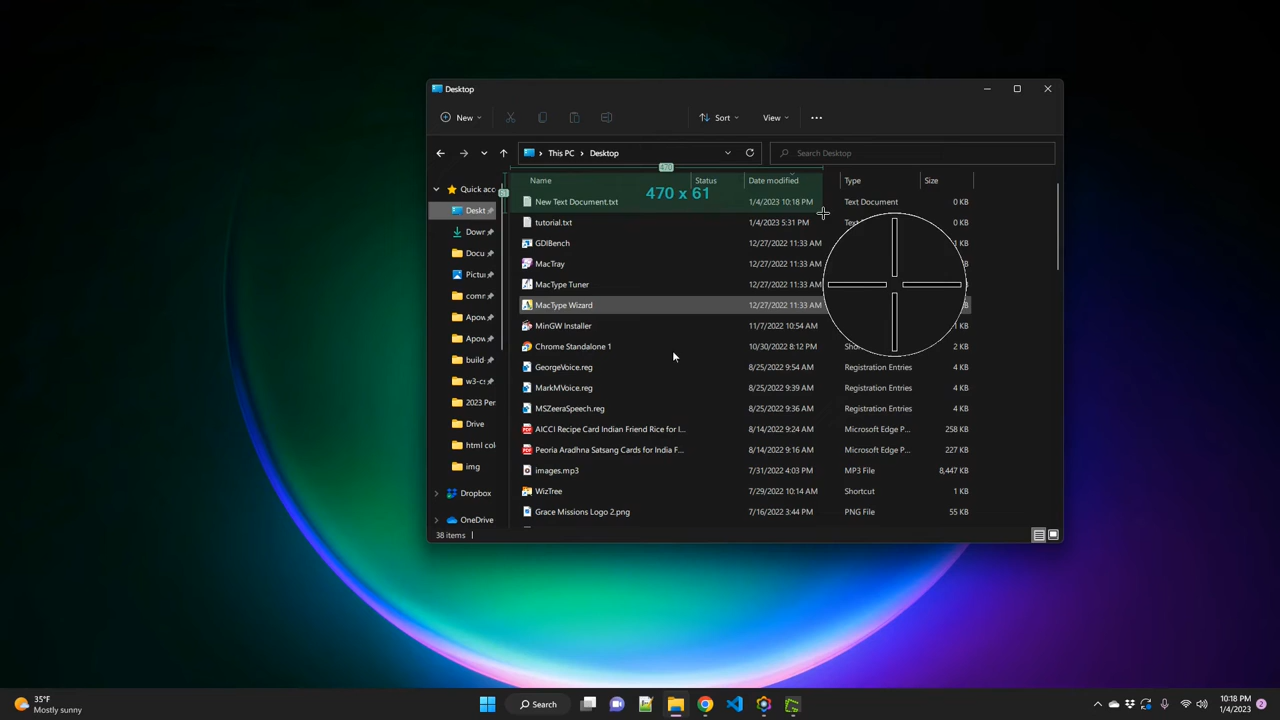 Desktop
New
Sort
View
This PC
Desktop
Search Desktop
470
Name
Status
Date modified
Type
Size
Quick acc
470 x 61
New Text Document.txt
1/4/2023 10:18 PM
Text Document
0 KB
Deskt
tutorial.txt
1/4/2023 5:31 PM
0 KB
Down
GDIBench
12/27/2022 11:33 AM
1 KB
Docu
MacTray
12/27/2022 11:33 AM
Pictu
MacType Tuner
12/27/2022 11:33 AM
comr
MacType Wizard
12/27/2022 11:33 AM
Apow
MinGW Installer
11/7/2022 10:54 AM
1 KB
Apow
Chrome Standalone 1
10/30/2022 8:12 PM
2 KB
build-
GeorgeVoice.reg
8/25/2022 9:54 AM
Registration Entries
4 KB
w3-cs
MarkMVoice.reg
8/25/2022 9:39 AM
Registration Entries
4 KB
2023 Per
MSZeeraSpeech.reg
8/25/2022 9:36 AM
Registration Entries
4 KB
Drive
AICCI Recipe Card Indian Friend Rice for I...
8/14/2022 9:24 AM
Microsoft Edge P...
258 KB
html col
Peoria Aradhna Satsang Cards for India F...
8/14/2022 9:16 AM
Microsoft Edge P...
227 KB
img
images.mp3
7/31/2022 4:03 PM
MP3 File
8,447 KB
Dropbox
WizTree
7/29/2022 10:14 AM
Shortcut
1 KB
OneDrive
Grace Missions Logo 2.png
7/16/2022 3:44 PM
PNG File
55 KB
38 items
35°F
Mostly sunny
Search
10:18 PM
1/4/2023
2